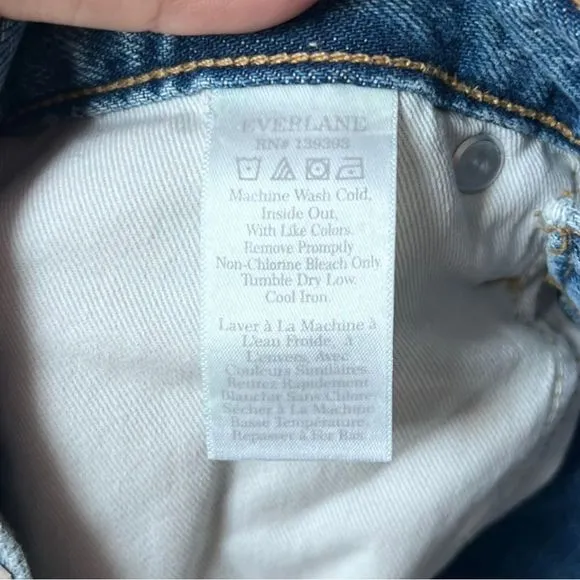 EVERLANE
RN# 139393
Machine Wash Cold,
Inside Out,
With Like Colors.
Remove Promptly
Non-Chlorine Bleach Only
Tumble Dry Low.
Cool Iron.
Laver à La Machine à
L'eau Froide, à
L'envers, Avec
Couleurs Similaires
Retirez Rapidement
Blanchir Sans Chlore
Sécher à La Machine
Basse Température
Repasser à Fer Bas